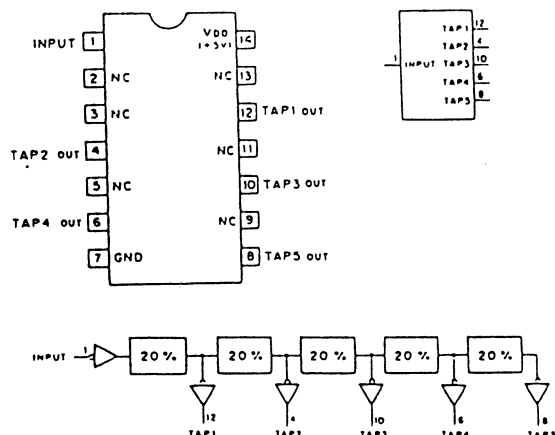 INPUT 1 VDD (+5V) 14
2 NC NC 13
3 NC 12 TAP1 OUT
TAP2 OUT 4 NC 11
5 NC 10 TAP3 OUT
TAP4 OUT 6 NC 9
7 GND 8 TAP5 OUT
1 INPUT
TAP1 12
TAP2 4
TAP3 10
TAP4 6
TAP5 8
INPUT 1 20% 20% 20% 20% 20%
12 4 10 6 8
TAP1 TAP2 TAP3 TAP4 TAP5